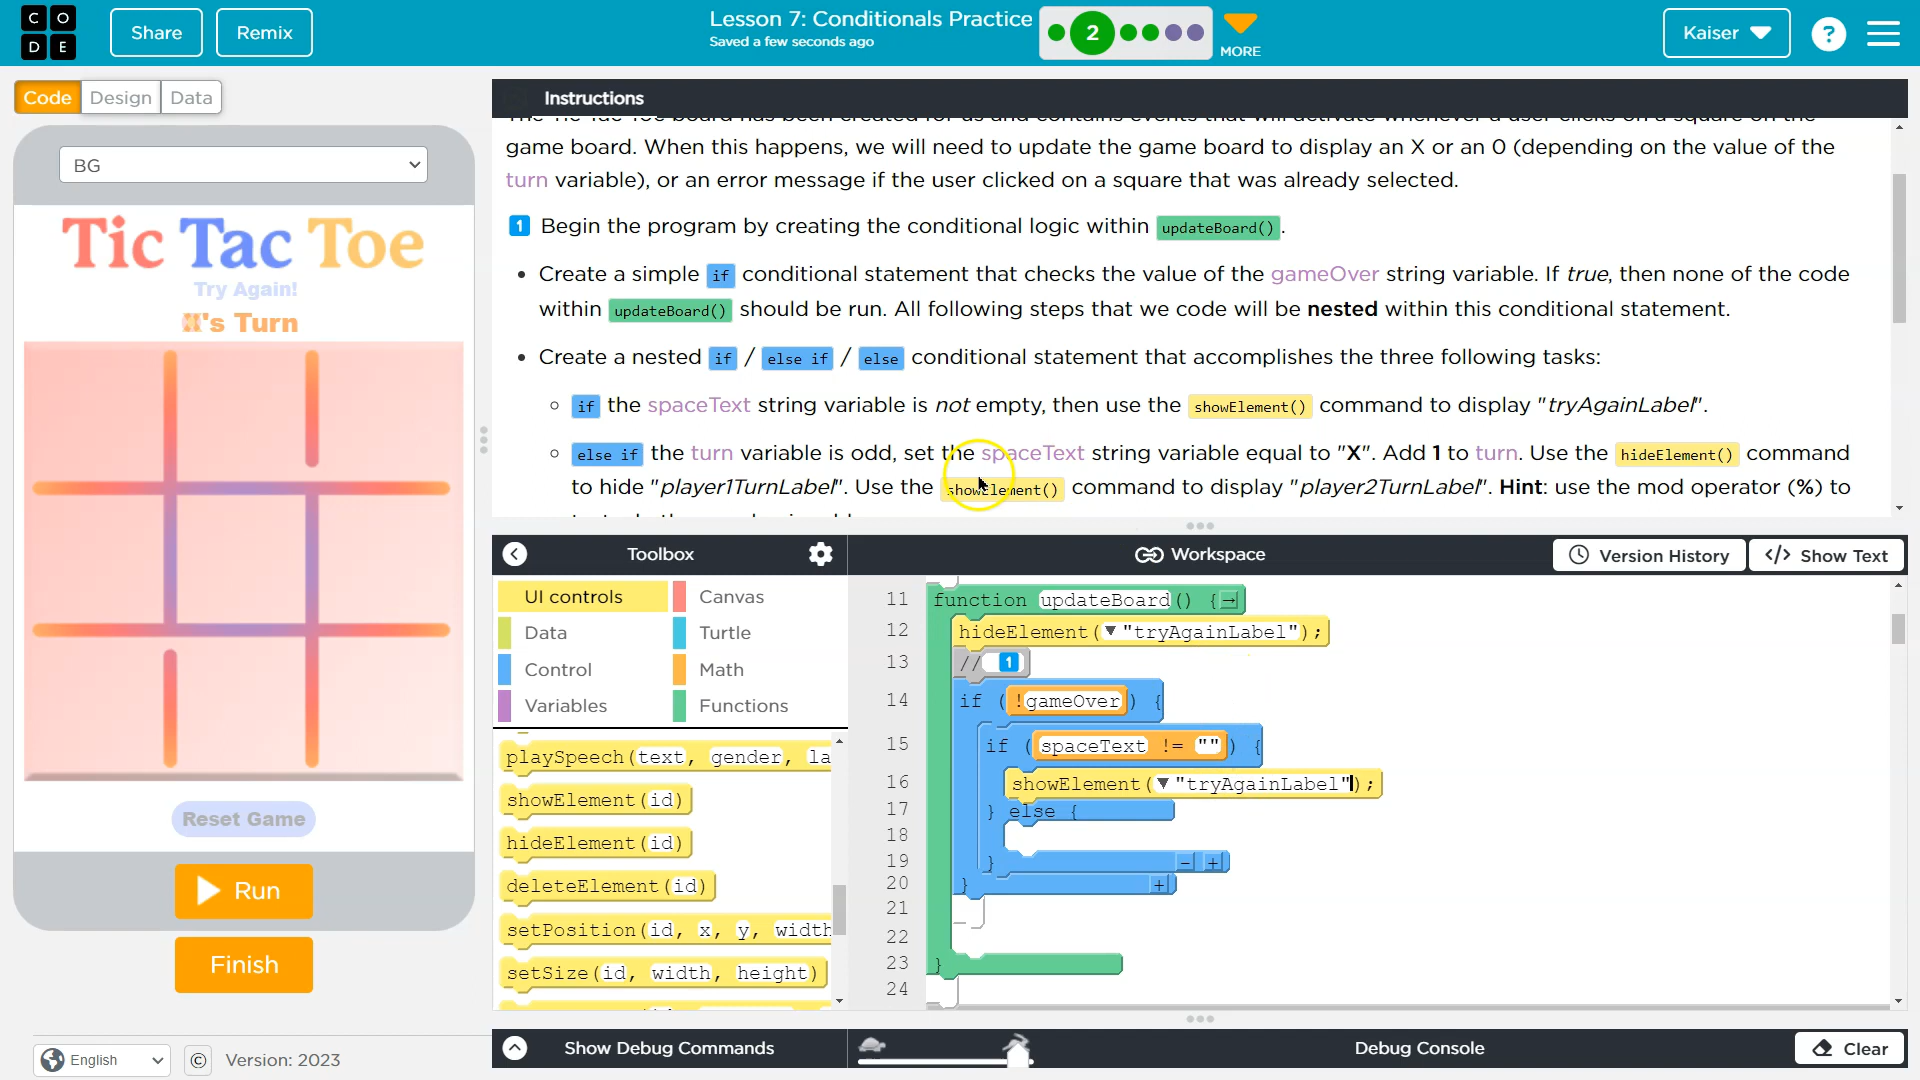 CO
DE
Share
Remix
Lesson 7: Conditionals Practice
Saved a few seconds ago
2
MORE
Kaiser
?
Code
Design
Data
BG
Tic Tac Toe
Try Again!
's Turn
Reset Game
Run
Finish
English
©
Version: 2023
Instructions
game board. When this happens, we will need to update the game board to display an X or an O (depending on the value of the
turn variable), or an error message if the user clicked on a square that was already selected.
1 Begin the program by creating the conditional logic within updateBoard().
• Create a simple if conditional statement that checks the value of the gameOver string variable. If true, then none of the code
within updateBoard() should be run. All following steps that we code will be nested within this conditional statement.
• Create a nested if / else if / else conditional statement that accomplishes the three following tasks:
if the spaceText string variable is not empty, then use the showElement() command to display "tryAgainLabel".
else if the turn variable is odd, set the spaceText string variable equal to "X". Add 1 to turn. Use the hideElement() command
to hide "player1TurnLabel". Use the showElement() command to display "player2TurnLabel". Hint: use the mod operator (%) to
Toolbox
UI controls
Canvas
Data
Turtle
Control
Math
Variables
Functions
playSpeech(text, gender, la
showElement(id)
hideElement(id)
deleteElement(id)
setPosition(id, x, y, width
setSize(id, width, height)
Workspace
Version History
</> Show Text
11 function updateBoard() {
12 hideElement(▼"tryAgainLabel");
13 // 1
14 if (!gameOver) {
15 if (spaceText != "") {
16 showElement(▼"tryAgainLabel");
17 } else {
18
19 } - +
20 } +
21
22
23 }
24
Show Debug Commands
Debug Console
Clear